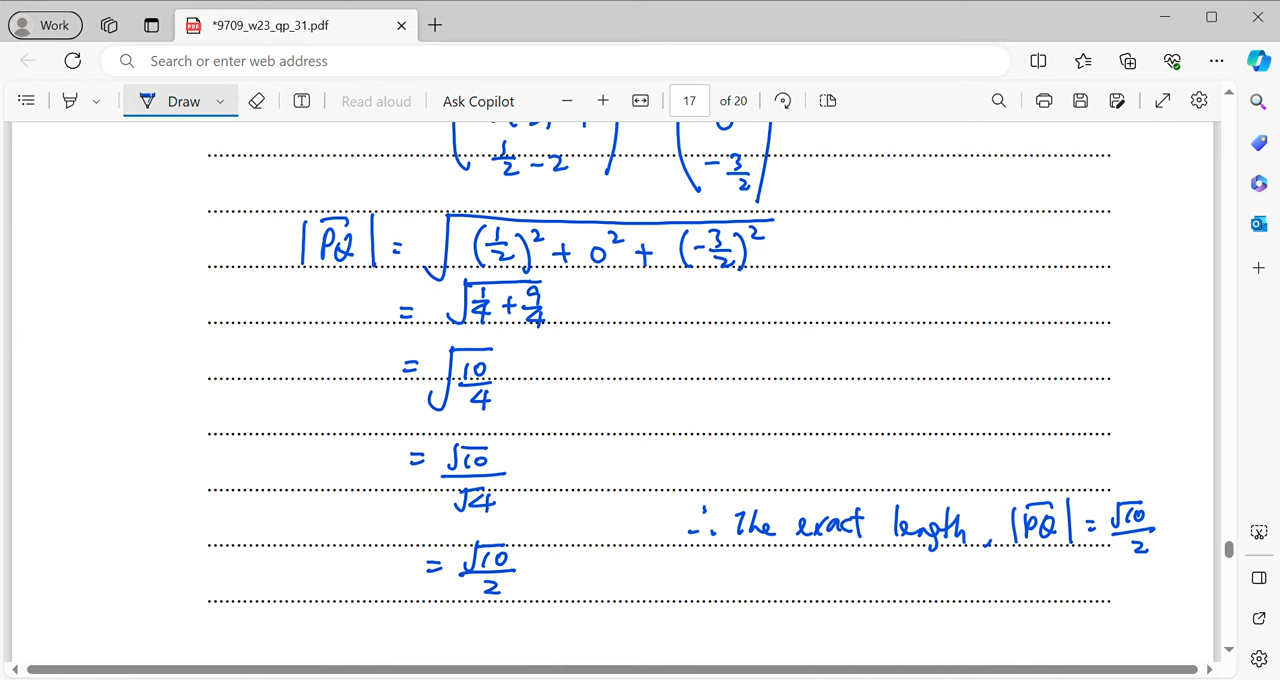 Work
*9709_w23_qp_31.pdf
Search or enter web address
Draw
Read aloud
Ask Copilot
17 of 20
1/2 - 2
- 3/2
|PQ| = √((1/2)² + 0² + (-3/2)²)
= √(1/4 + 9/4)
= √(10/4)
= √10/√4
∴ The exact length, |PQ| = √10/2
= √10/2